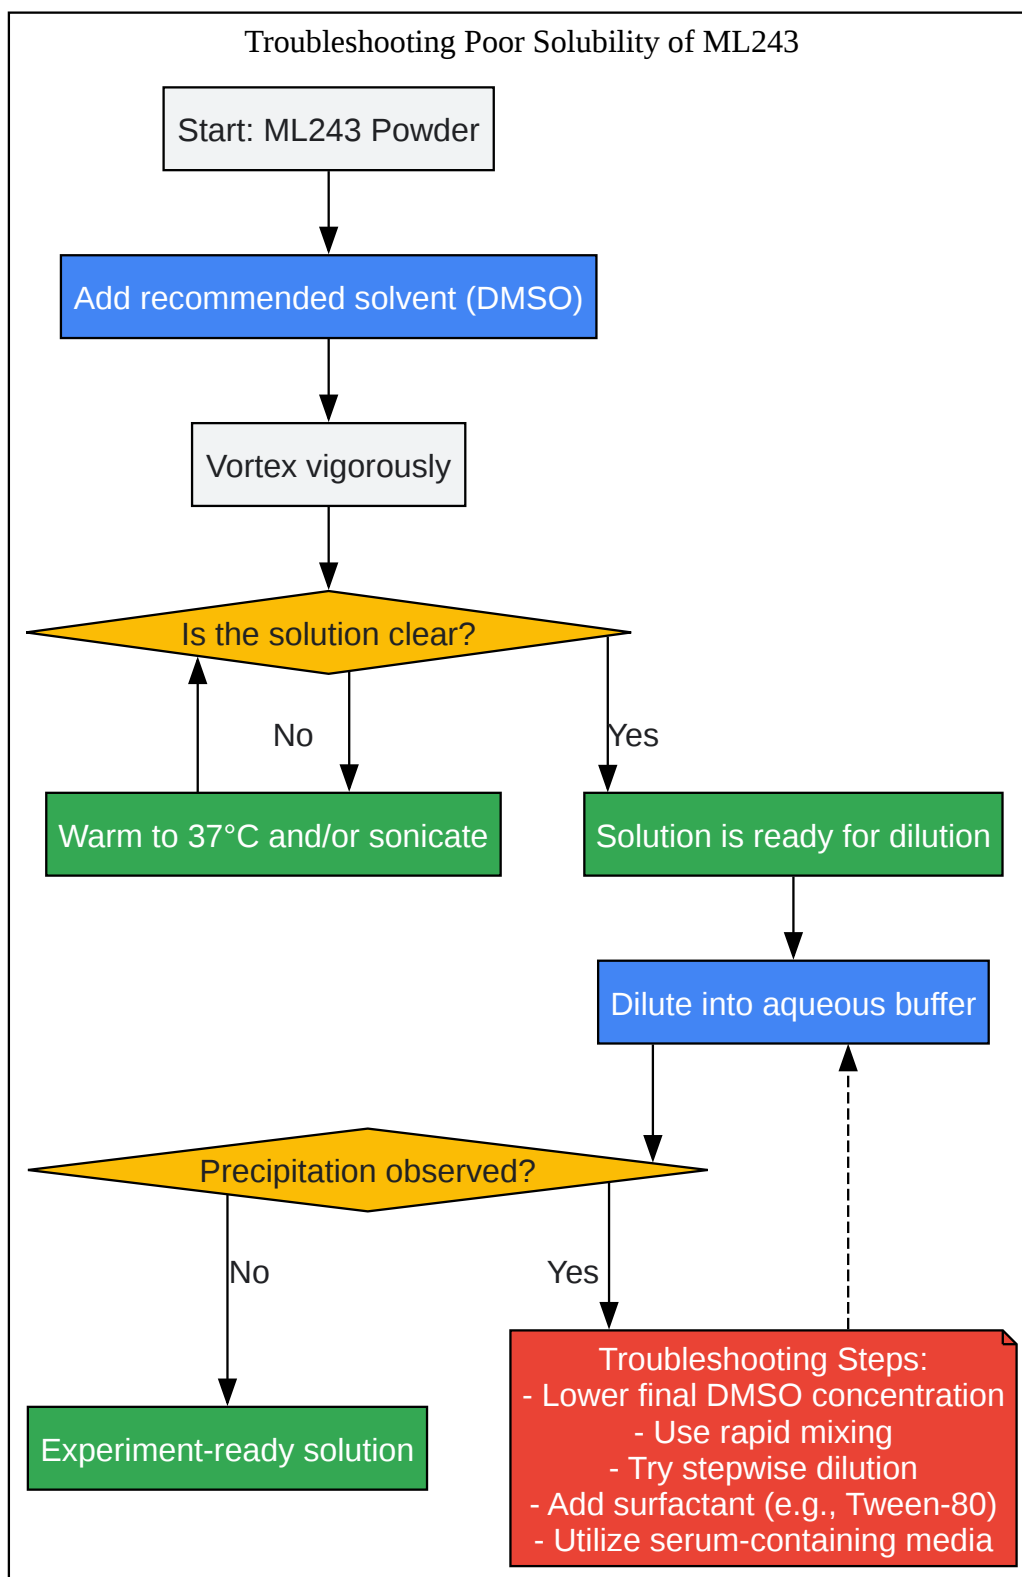 Troubleshooting Poor Solubility of ML243
Start: ML243 Powder
Add recommended solvent (DMSO)
Vortex vigorously
Is the solution clear?
No
Yes
Warm to 37°C and/or sonicate
Solution is ready for dilution
Dilute into aqueous buffer
Precipitation observed?
No
Yes
Experiment-ready solution
Troubleshooting Steps:
- Lower final DMSO concentration
- Use rapid mixing
- Try stepwise dilution
- Add surfactant (e.g., Tween-80)
- Utilize serum-containing media